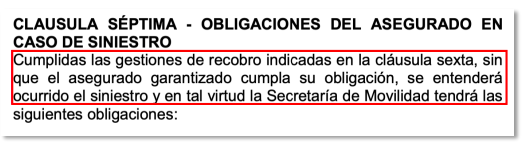 CLAUSULA SÉPTIMA - OBLIGACIONES DEL ASEGURADO EN
CASO DE SINIESTRO
Cumplidas las gestiones de recobro indicadas en la cláusula sexta, sin
que el asegurado garantizado cumpla su obligación, se entenderá
ocurrido el siniestro y en tal virtud la Secretaría de Movilidad tendrá las
siguientes obligaciones: